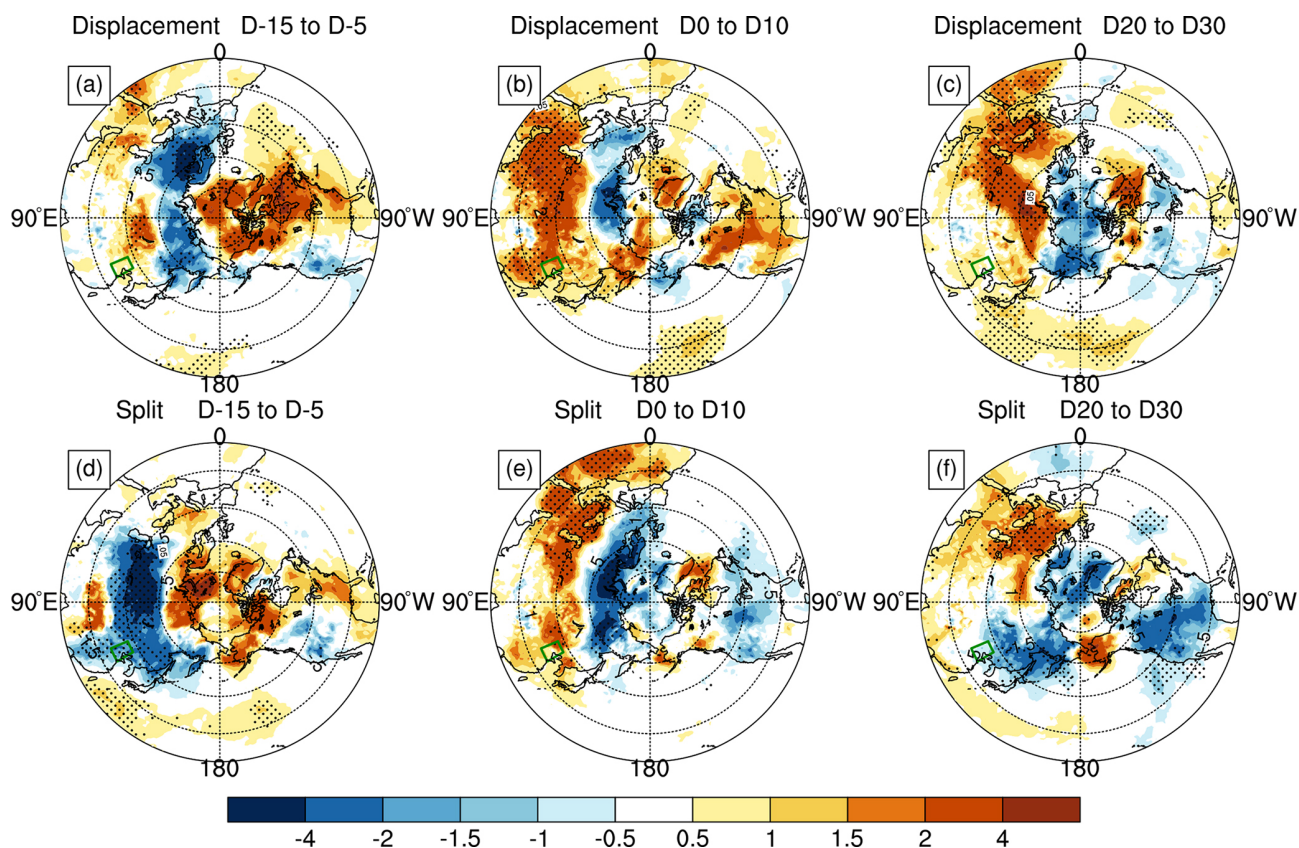 Displacement D-15 to D-5
Displacement D0 to D10
Displacement D20 to D30
0
0
0
(a)
(b)
(c)
90°E
90°W
90°E
90°W
90°E
90°W
180
180
180
Split D-15 to D-5
Split D0 to D10
Split D20 to D30
0
0
0
(d)
(e)
(f)
90°E
90°W
90°E
90°W
90°E
90°W
180
180
180
-4 -2 -1.5 -1 -0.5 0.5 1 1.5 2 4